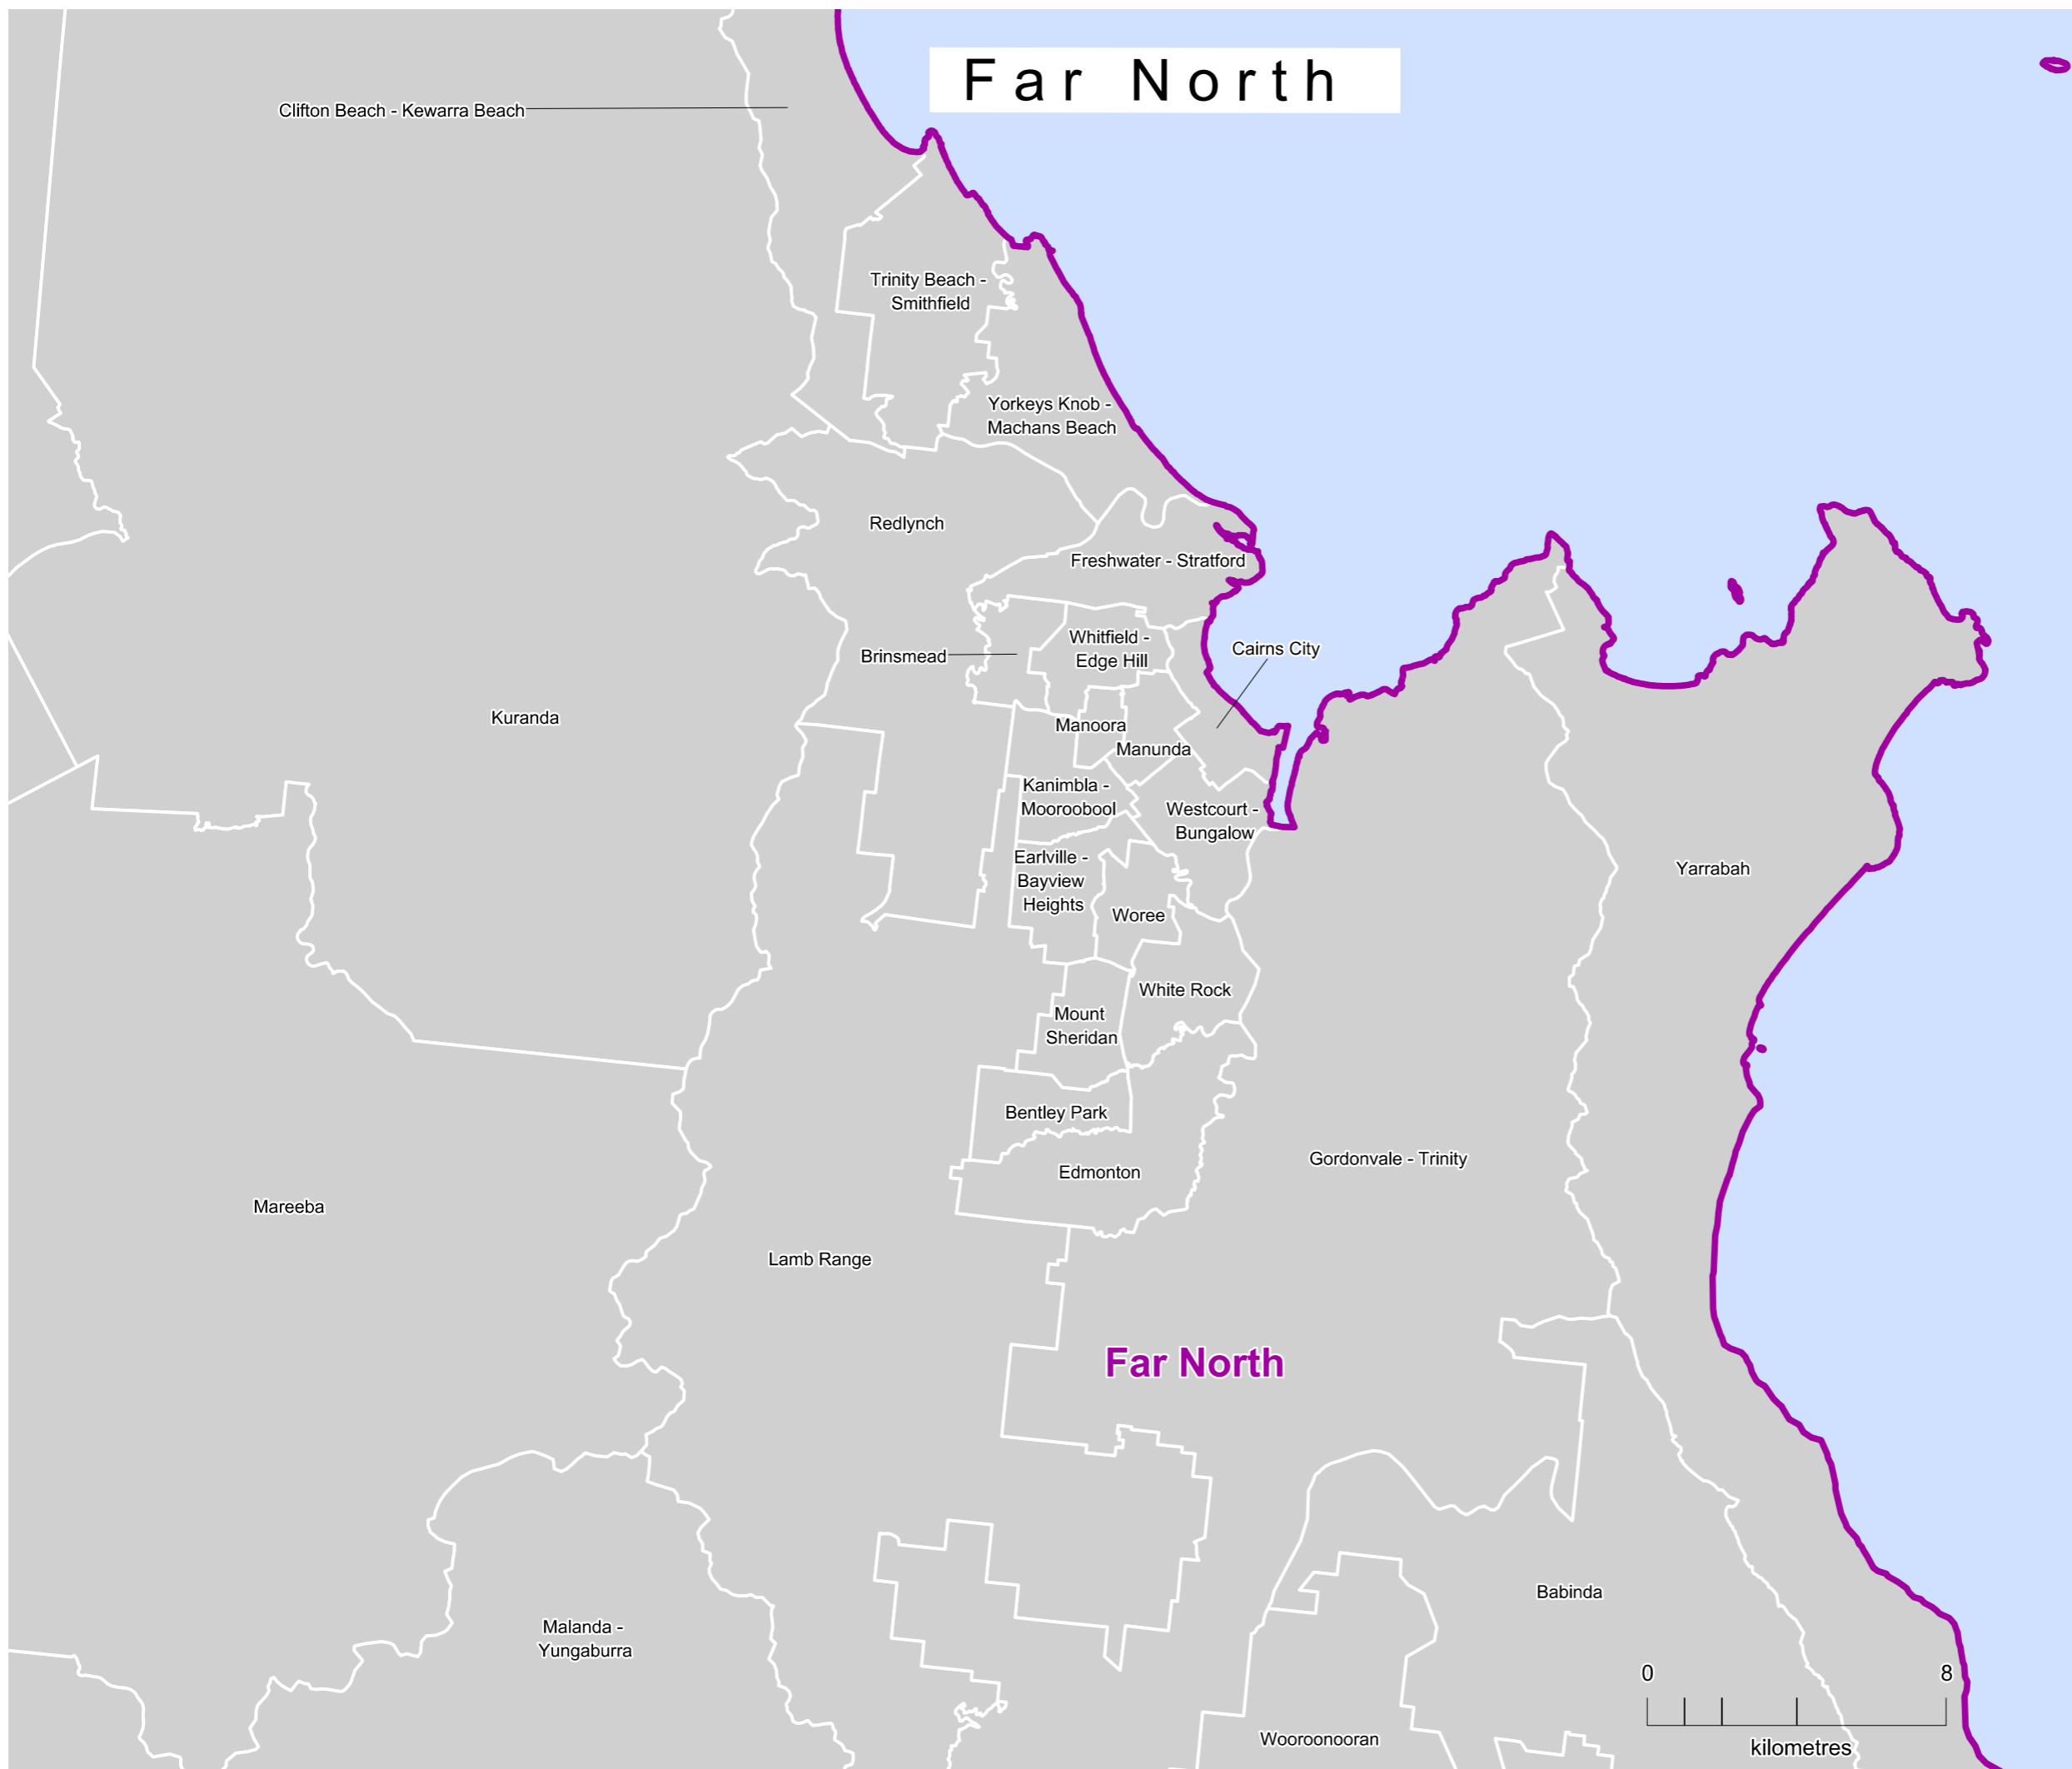 Far North
Clifton Beach - Kewarra Beach
Trinity Beach -
Smithfield
Yorkeys Knob -
Machans Beach
Redlynch
Freshwater - Stratford
Whitfield -
Edge Hill
Cairns City
Brinsmead
Kuranda
Manoora
Manunda
Kanimbla -
Mooroobool
Westcourt -
Bungalow
Earlville -
Bayview
Heights
Yarrabah
Woree
White Rock
Mount
Sheridan
Bentley Park
Gordonvale - Trinity
Edmonton
Mareeba
Lamb Range
Far North
Babinda
Malanda -
Yungaburra
0 8
Wooroonooran
kilometres